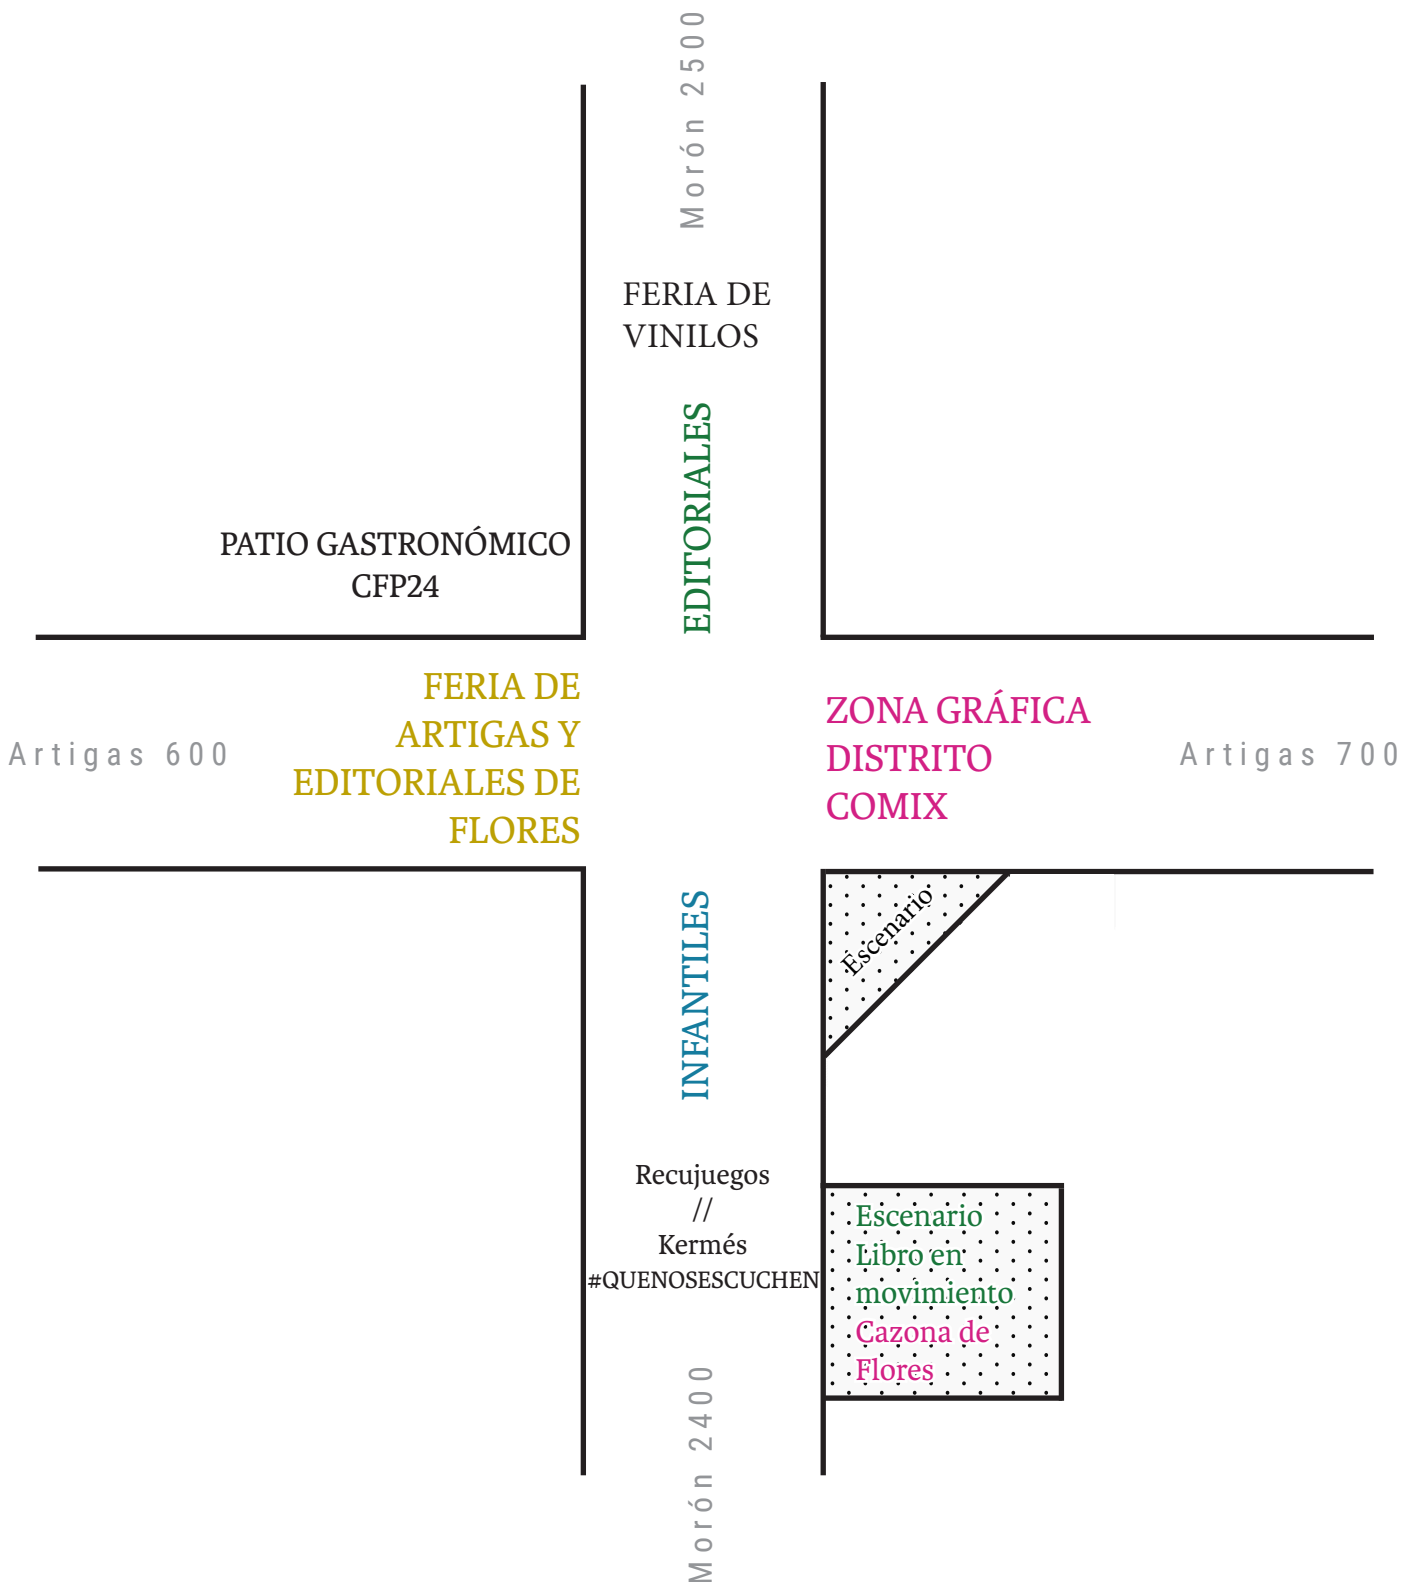 Morón 2500
FERIA DE
VINILOS
EDITORIALES
PATIO GASTRONÓMICO
CFP24
FERIA DE
ARTIGAS Y
EDITORIALES DE
FLORES
Artigas 600
ZONA GRÁFICA
DISTRITO
COMIX
Artigas 700
Escenario
INFANTILES
Recujuegos
//
Kermés
#QUENOSESCUCHEN
Escenario
Libro en
movimiento
Cazona de
Flores
Morón 2400